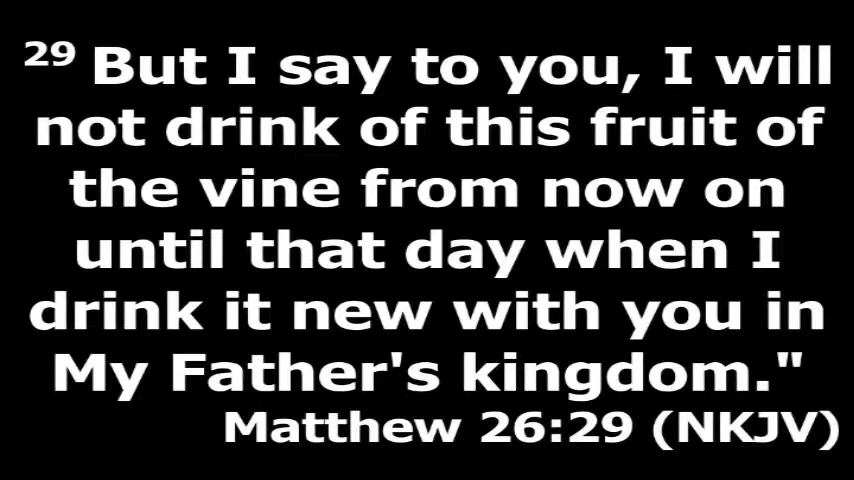 29 But I say to you, I will
not drink of this fruit of
the vine from now on
until that day when I
drink it new with you in
My Father's kingdom."
Matthew 26:29 (NKJV)